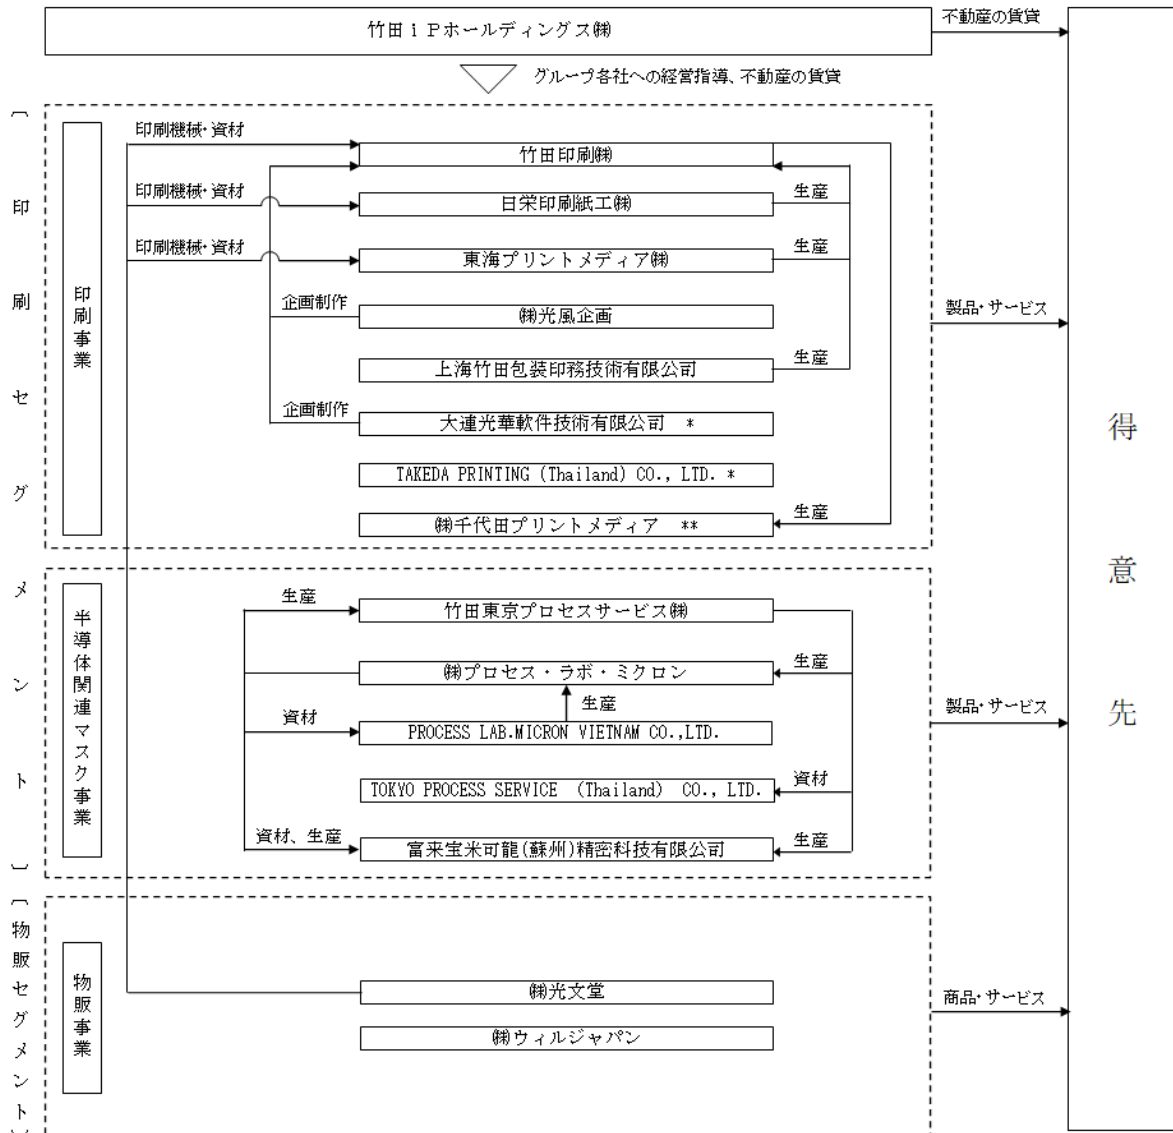 竹田ｉＰホールディングス㈱
不動産の賃貸
グループ各社への経営指導、不動産の賃貸
〔印刷セグメント〕
印刷事業
印刷機械・資材
竹田印刷㈱
印刷機械・資材
日栄印刷紙工㈱
生産
印刷機械・資材
東海プリントメディア㈱
生産
企画制作
㈱光風企画
上海竹田包装印務技術有限公司
生産
企画制作
大連光華軟件技術有限公司 *
TAKEDA PRINTING (Thailand) CO., LTD. *
㈱千代田プリントメディア **
生産
製品・サービス
得意先
半導体関連マスク事業
生産
竹田東京プロセスサービス㈱
㈱プロセス・ラボ・ミクロン
生産
生産
資材
PROCESS LAB.MICRON VIETNAM CO.,LTD.
製品・サービス
TOKYO PROCESS SERVICE (Thailand) CO., LTD.
資材
資材、生産
富来宝米可龍(蘇州)精密科技有限公司
生産
〔物販セグメント〕
物販事業
㈱光文堂
商品・サービス
㈱ウィルジャパン